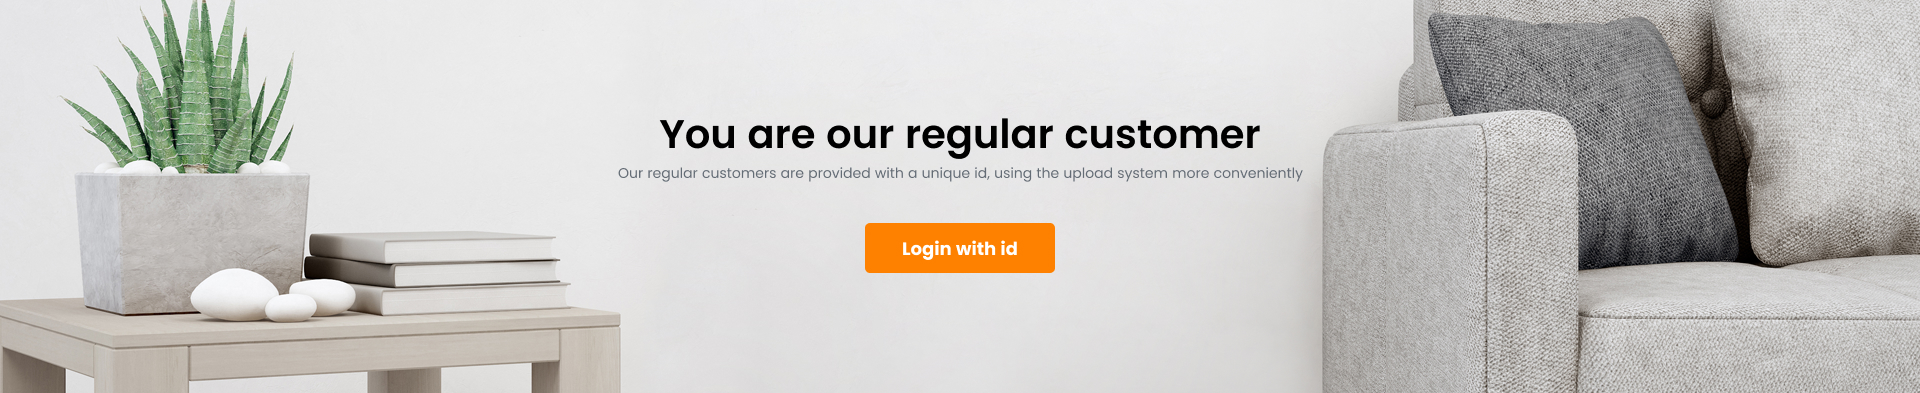 You are our regular customer
Our regular customers are provided with a unique id, using the upload system more conveniently
Login with id